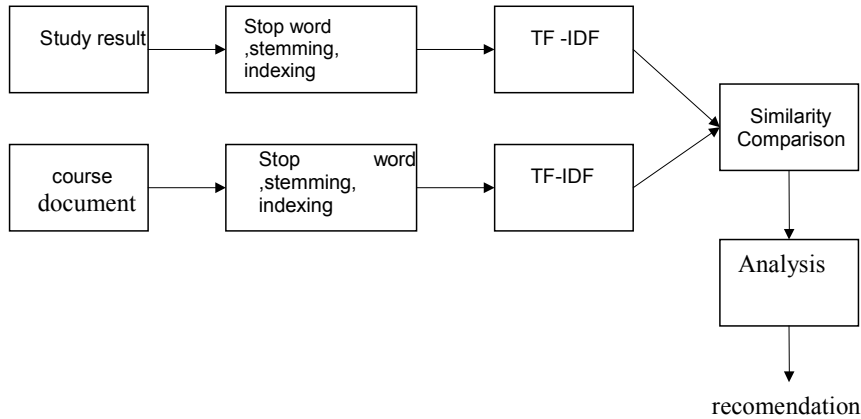 Study result
Stop word
,stemming,
indexing
TF -IDF
Similarity
Comparison
course
document
Stop word
,stemming,
indexing
TF-IDF
Analysis
recomendation